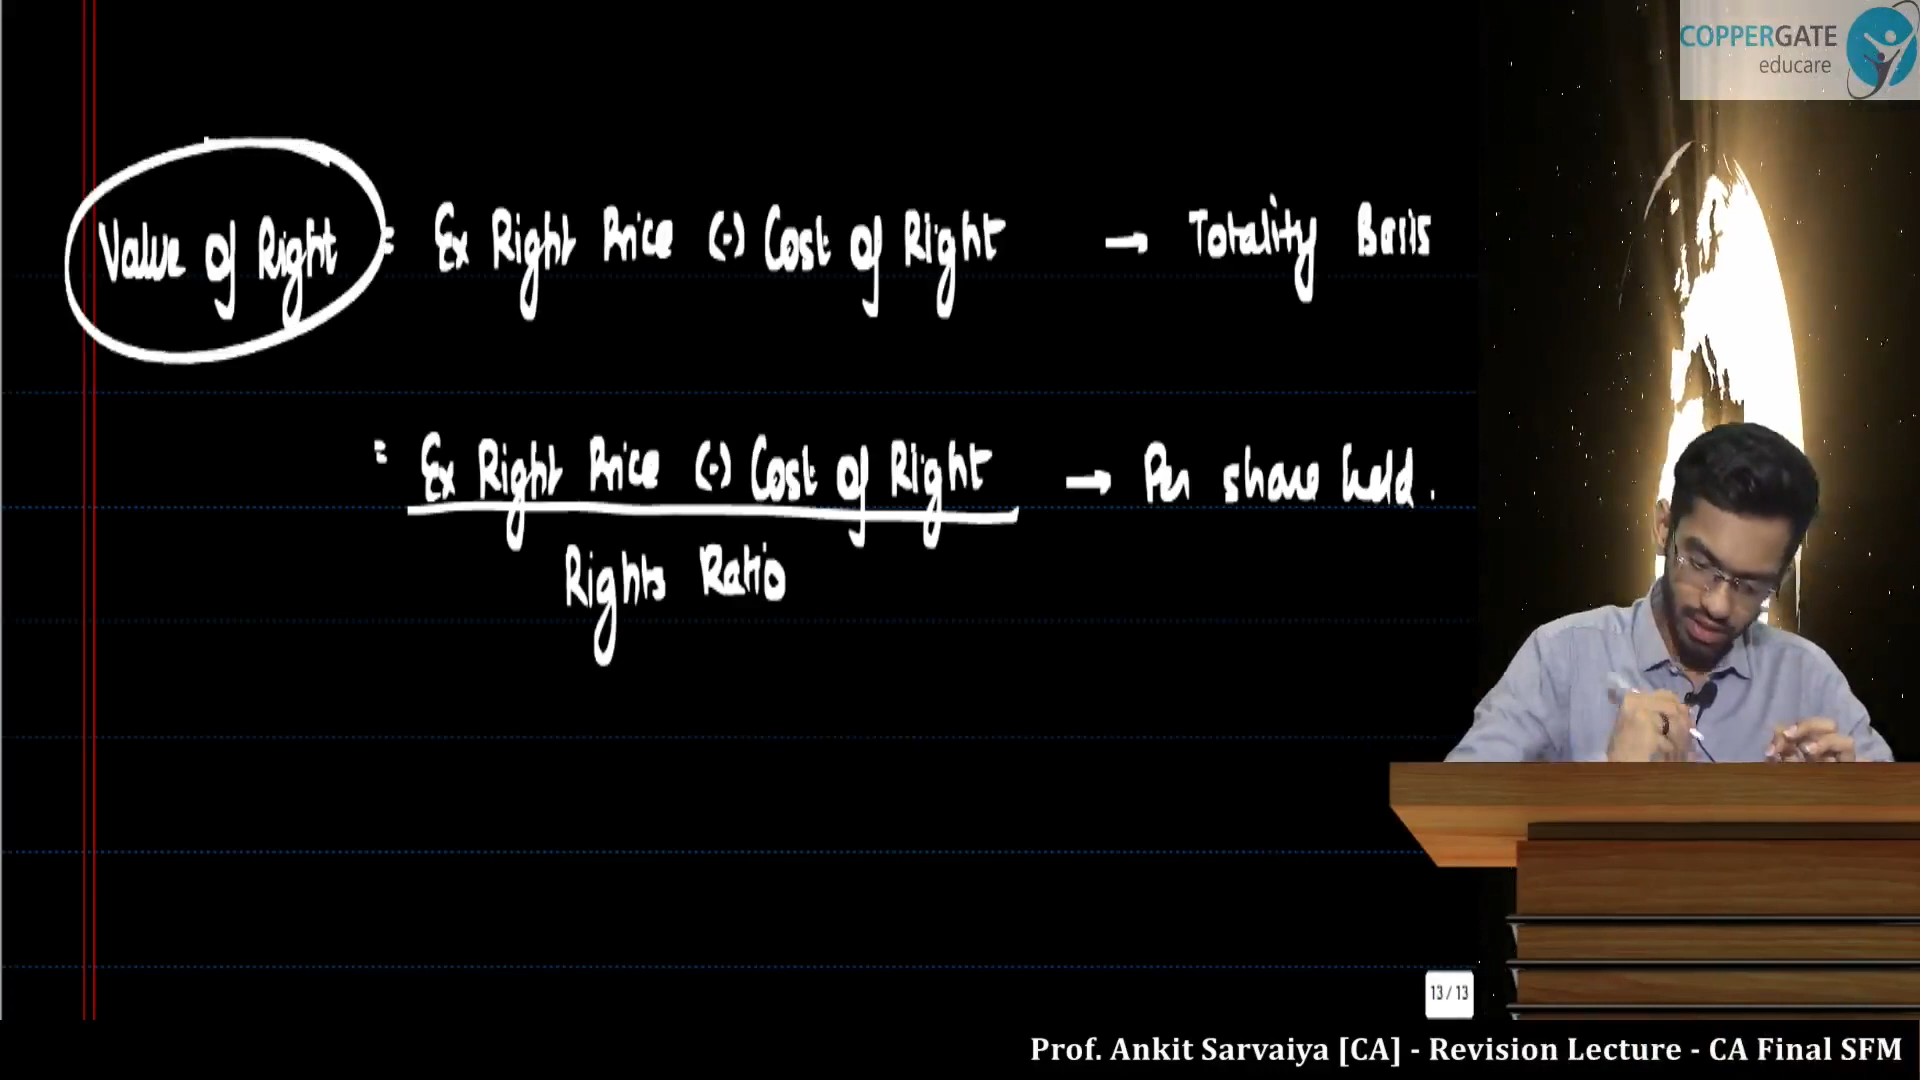 COPPERGATE
educare
Value of Right = Ex Right Price (-) Cost of Right → Totality Basis
= Ex Right Price (-) Cost of Right → Per share held.
Rights Ratio
13 / 13
Prof. Ankit Sarvaiya [CA] - Revision Lecture - CA Final SFM